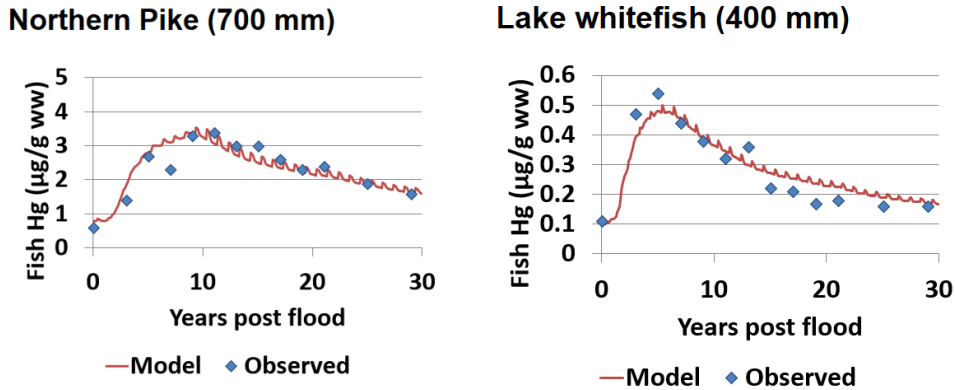 Northern Pike (700 mm)
Fish Hg (µg/g ww)
5
4
3
2
1
0
0 10 20 30
Years post flood
Model Observed
Lake whitefish (400 mm)
Fish Hg (µg/g ww)
0.6
0.5
0.4
0.3
0.2
0.1
0
0 10 20 30
Years post flood
Model Observed